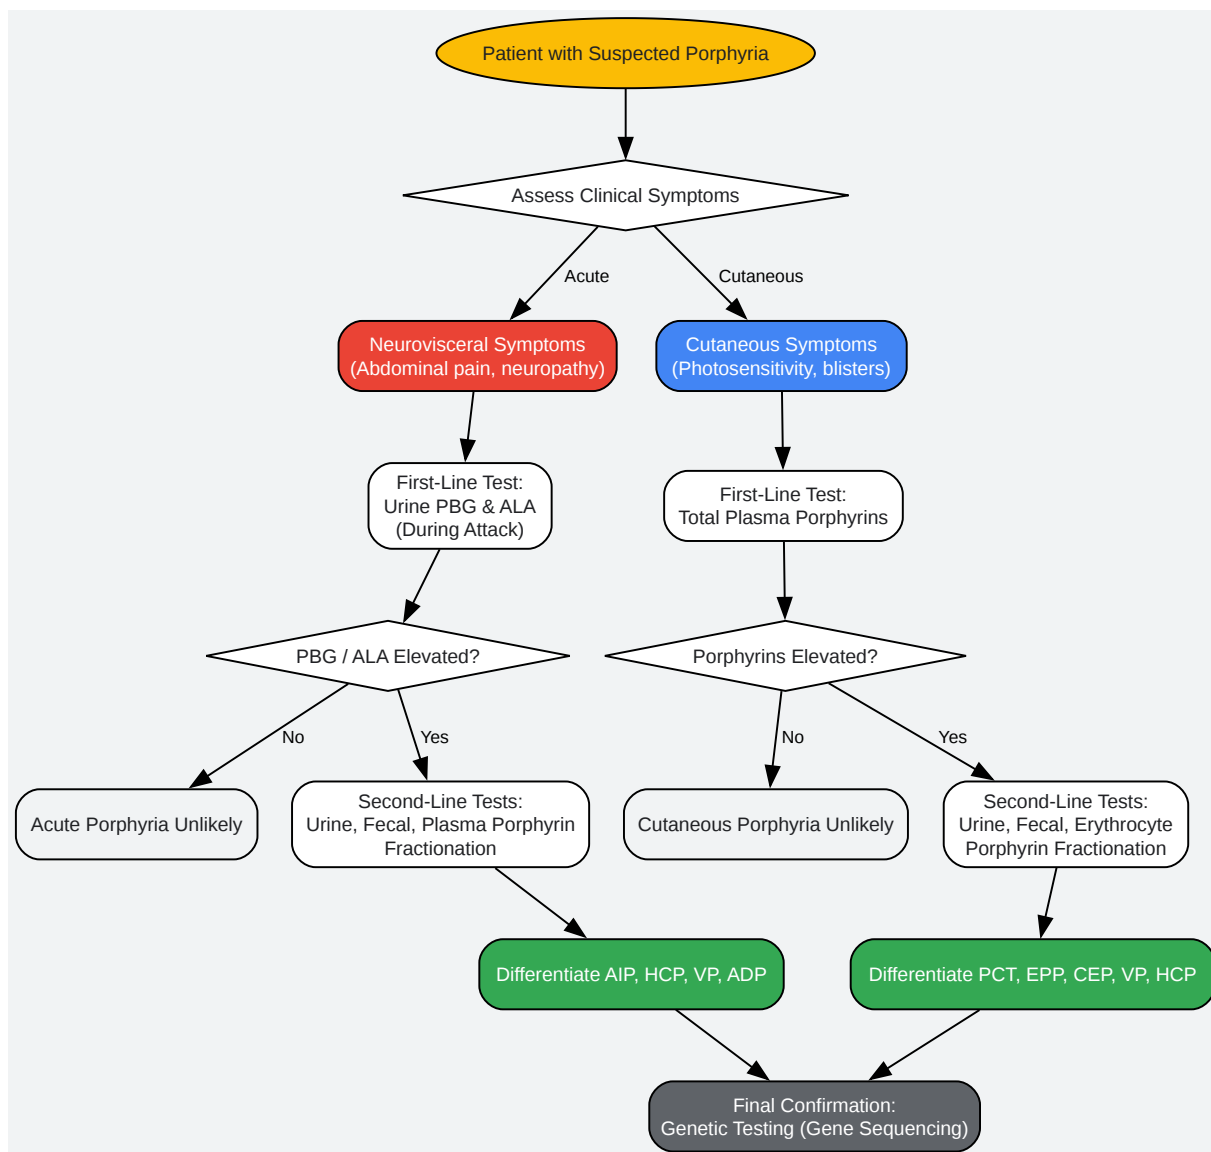 Patient with Suspected Porphyria
Assess Clinical Symptoms
Acute
Cutaneous
Neurovisceral Symptoms
(Abdominal pain, neuropathy)
Cutaneous Symptoms
(Photosensitivity, blisters)
First-Line Test:
Urine PBG & ALA
(During Attack)
First-Line Test:
Total Plasma Porphyrins
PBG / ALA Elevated?
Porphyrins Elevated?
No
Yes
No
Yes
Acute Porphyria Unlikely
Second-Line Tests:
Urine, Fecal, Plasma Porphyrin
Fractionation
Cutaneous Porphyria Unlikely
Second-Line Tests:
Urine, Fecal, Erythrocyte
Porphyrin Fractionation
Differentiate AIP, HCP, VP, ADP
Differentiate PCT, EPP, CEP, VP, HCP
Final Confirmation:
Genetic Testing (Gene Sequencing)